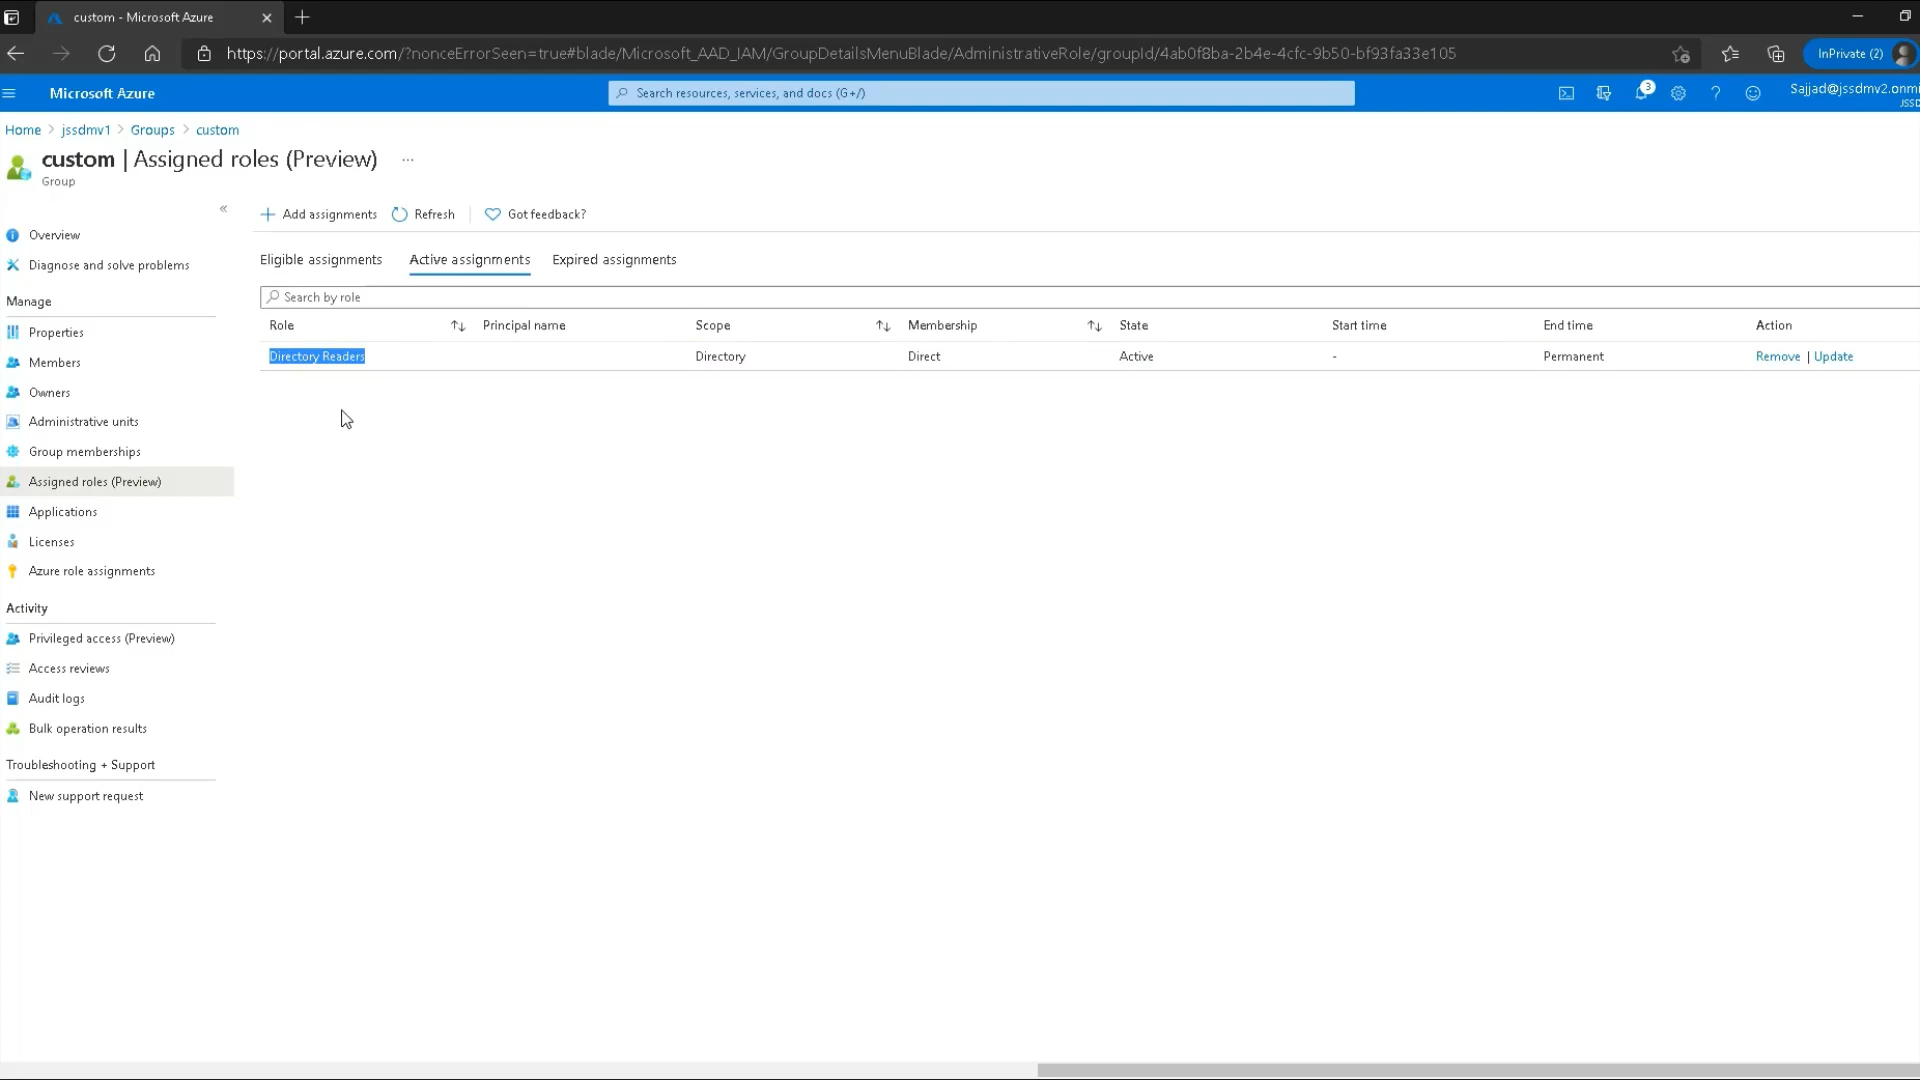 custom - Microsoft Azure
https://portal.azure.com/?nonceErrorSeen=true#blade/Microsoft_AAD_IAM/GroupDetailsMenuBlade/AdministrativeRole/groupId/4ab0f8ba-2b4e-4cfc-9b50-bf93fa33e105
InPrivate (2)
Microsoft Azure
Search resources, services, and docs (G+/)
3
Sajjad@jssdmv2.onmi
JSSD
Home > jssdmv1 > Groups > custom
custom | Assigned roles (Preview) ...
Group
Add assignments
Refresh
Got feedback?
Overview
Diagnose and solve problems
Manage
Properties
Members
Owners
Administrative units
Group memberships
Assigned roles (Preview)
Applications
Licenses
Azure role assignments
Activity
Privileged access (Preview)
Access reviews
Audit logs
Bulk operation results
Troubleshooting + Support
New support request
Eligible assignments Active assignments Expired assignments
Search by role
Role Principal name Scope Membership State Start time End time Action
Directory Readers Directory Direct Active - Permanent Remove | Update